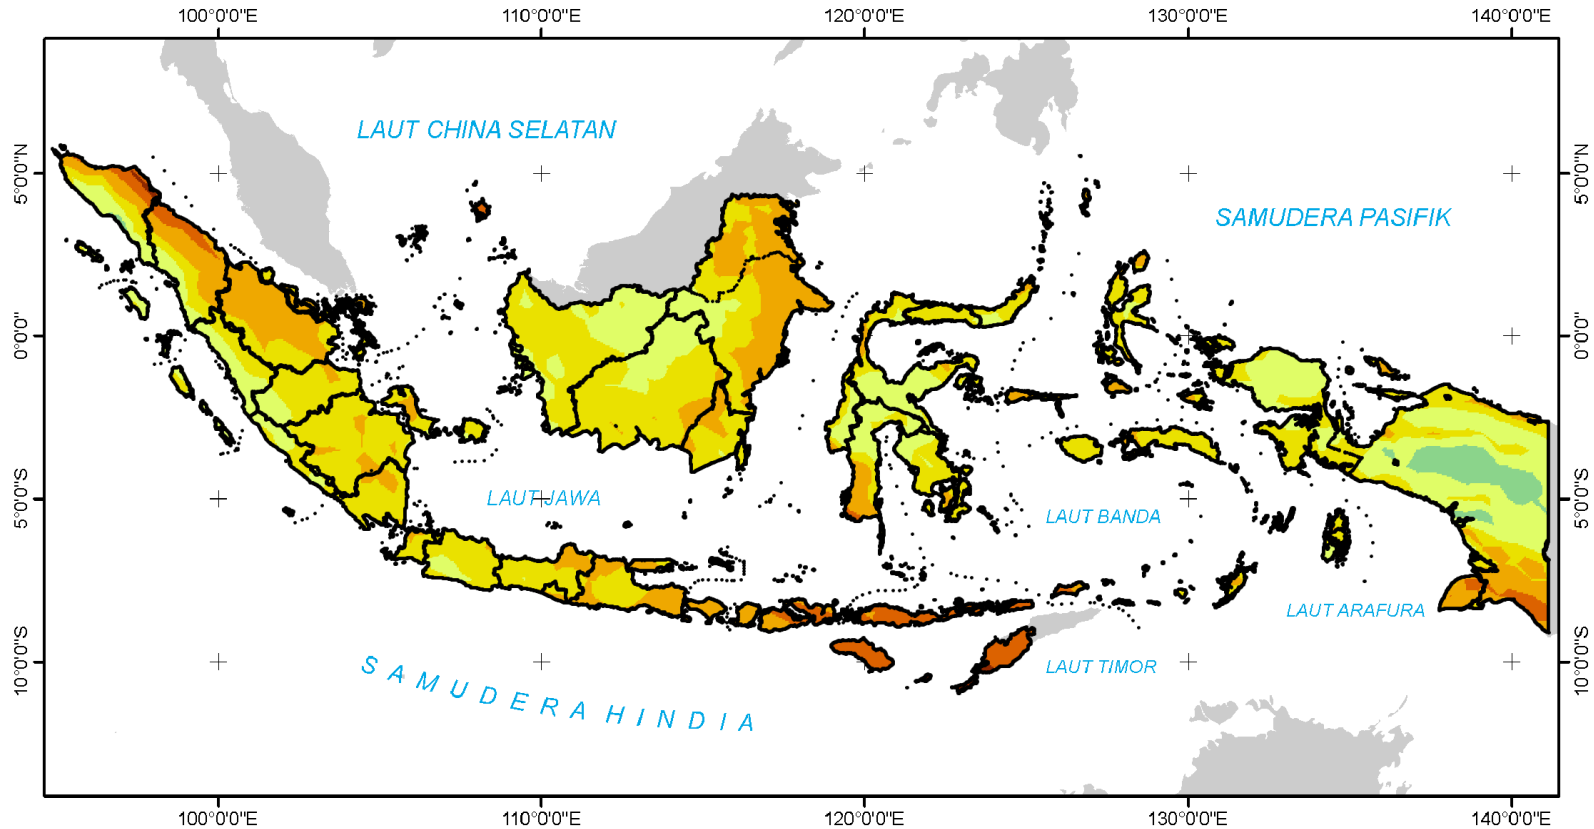 100°0'0"E 110°0'0"E 120°0'0"E 130°0'0"E 140°0'0"E
LAUT CHINA SELATAN
5°0'0"N 5°0'0"N
SAMUDERA PASIFIK
0°0'0" 0°0'0"
5°0'0"S 5°0'0"S
LAUT JAWA
LAUT BANDA
LAUT ARAFURA
10°0'0"S 10°0'0"S
LAUT TIMOR
SAMUDERA HINDIA
100°0'0"E 110°0'0"E 120°0'0"E 130°0'0"E 140°0'0"E